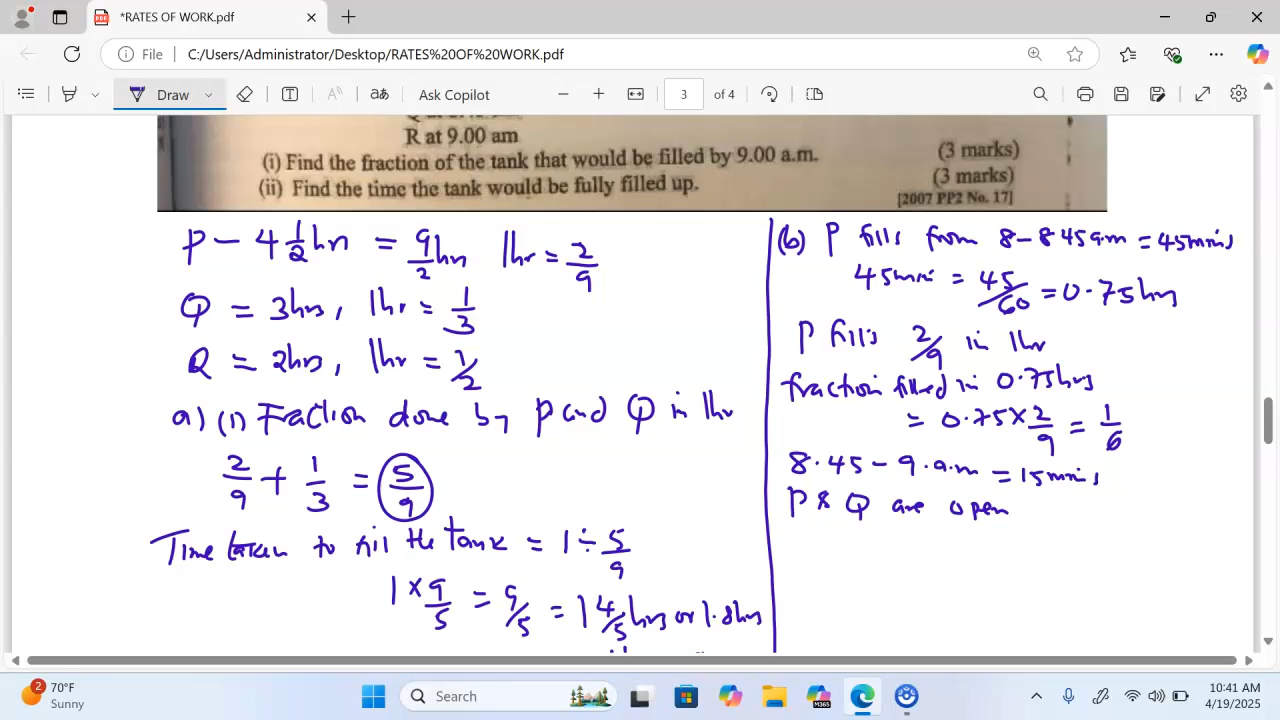 *RATES OF WORK.pdf
File
C:/Users/Administrator/Desktop/RATES%20OF%20WORK.pdf
Draw
Ask Copilot
3 of 4
R at 9.00 am
(i) Find the fraction of the tank that would be filled by 9.00 a.m. (3 marks)
(ii) Find the time the tank would be fully filled up. (3 marks)
[2007 PP2 No. 17]
P - 4 1/2 hrs = 9/2 hrs 1hr = 2/9
Q = 3hrs, 1hr = 1/3
R = 2hrs, 1hr = 1/2
a) (i) Fraction done by P and Q in 1hr
2/9 + 1/3 = 5/9
Time taken to fill the tank = 1 ÷ 5/9
1 × 9/5 = 9/5 = 1 4/5 hrs or 1.8hrs
(b) P fills from 8 - 8.45 a.m = 45mins
45min = 45/60 = 0.75hrs
P fills 2/9 in 1hr
fraction filled in 0.75hrs
= 0.75 × 2/9 = 1/6
8.45 - 9.a.m = 15mins
P & Q are open
2
70°F
Sunny
Search
M365
10:41 AM
4/19/2025